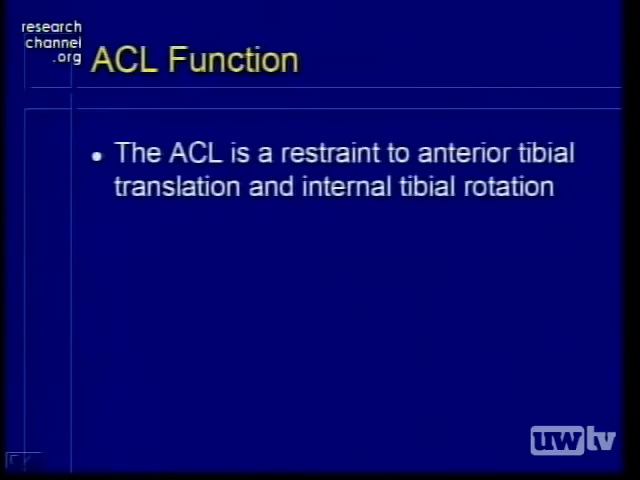 research
channel
.org
ACL Function
The ACL is a restraint to anterior tibial
translation and internal tibial rotation
uwtv